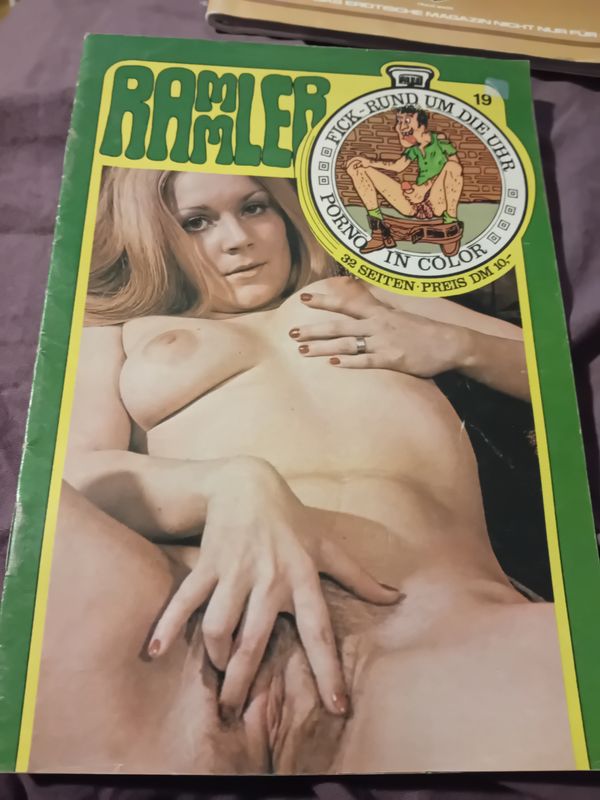 DAS EROTISCHE MAGAZIN NICHT NUR FÜR
RAMMLER
19
FICK-RUND UM DIE UHR
PORNO IN COLOR
32 SEITEN · PREIS DM 10,-